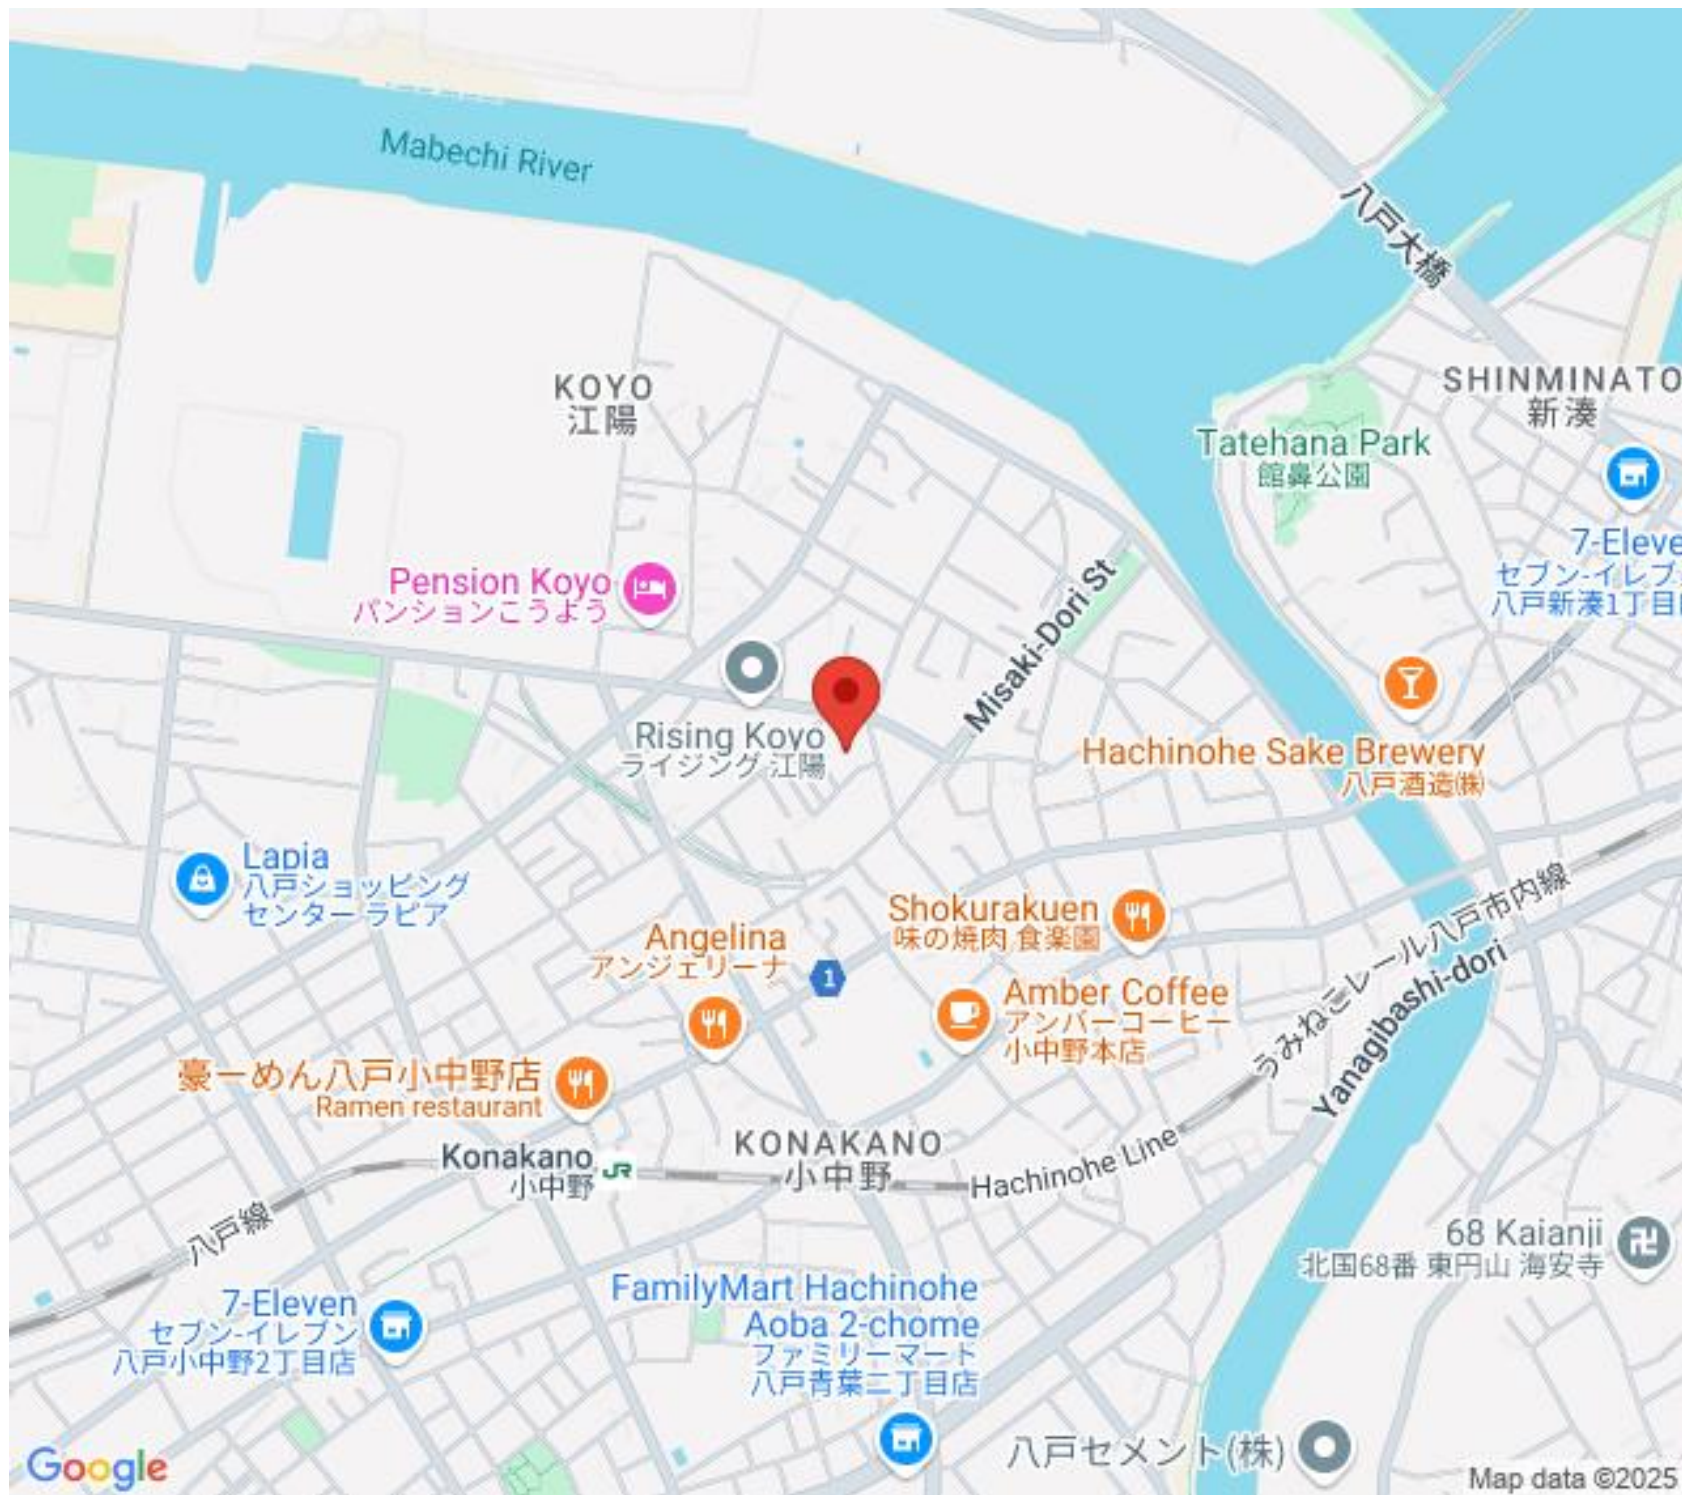 Mabechi River
八戸大橋
KOYO
江陽
SHINMINATO
新湊
Tatehana Park
館鼻公園
7-Eleve
セブン-イレブ
八戸新湊1丁目
Pension Koyo
パンションこうよう
Misaki-Dori St
Rising Koyo
ライジング 江陽
Hachinohe Sake Brewery
八戸酒造㈱
Lapia
八戸ショッピング
センター ラピア
Shokurakuen
味の焼肉 食楽園
Angelina
アンジェリーナ
1
Amber Coffee
アンバーコーヒー
小中野本店
うみねこレール八戸市内線
Yanagibashi-dori
豪ーめん八戸小中野店
Ramen restaurant
Konakano
小中野
JR
KONAKANO
小中野
Hachinohe Line
八戸線
68 Kaianji
北国68番 東円山 海安寺
7-Eleven
セブン-イレブン
八戸小中野2丁目店
FamilyMart Hachinohe
Aoba 2-chome
ファミリーマート
八戸青葉二丁目店
八戸セメント(株)
Google
Map data ©2025